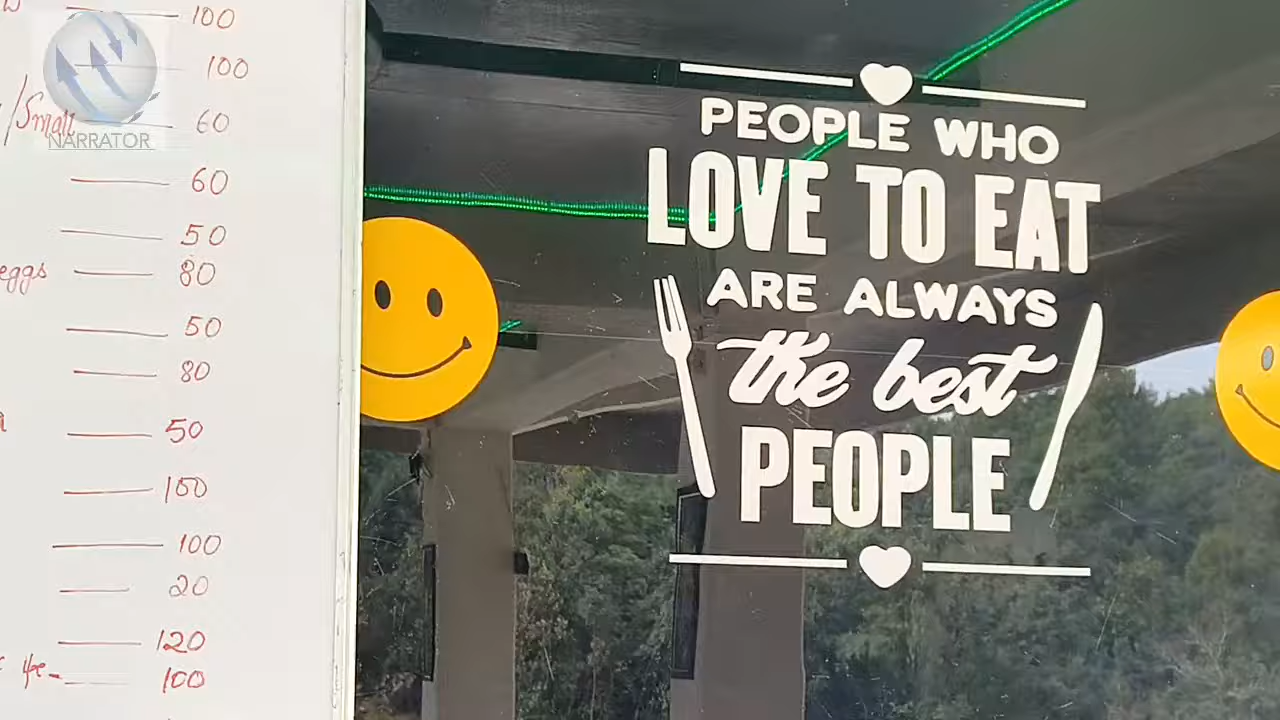 100
100
/Small 60
NARRATOR
60
50
eggs 80
50
80
50
150
100
20
120
100
PEOPLE WHO
LOVE TO EAT
ARE ALWAYS
the best
PEOPLE